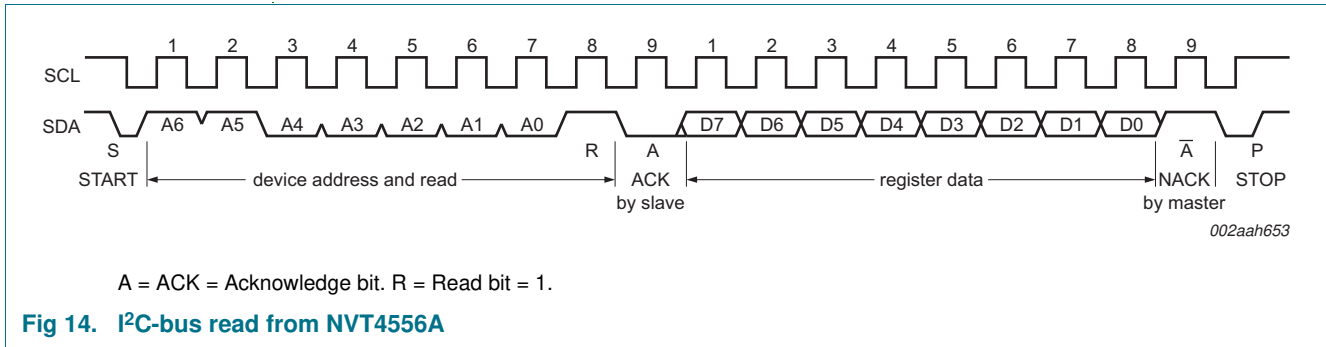 1 2 3 4 5 6 7 8 9 1 2 3 4 5 6 7 8 9
SCL
SDA A6 A5 A4 A3 A2 A1 A0 D7 D6 D5 D4 D3 D2 D1 D0
S R A A̅ P
START device address and read ACK register data NACK STOP
by slave by master
002aah653
A = ACK = Acknowledge bit. R = Read bit = 1.
Fig 14. I²C-bus read from NVT4556A